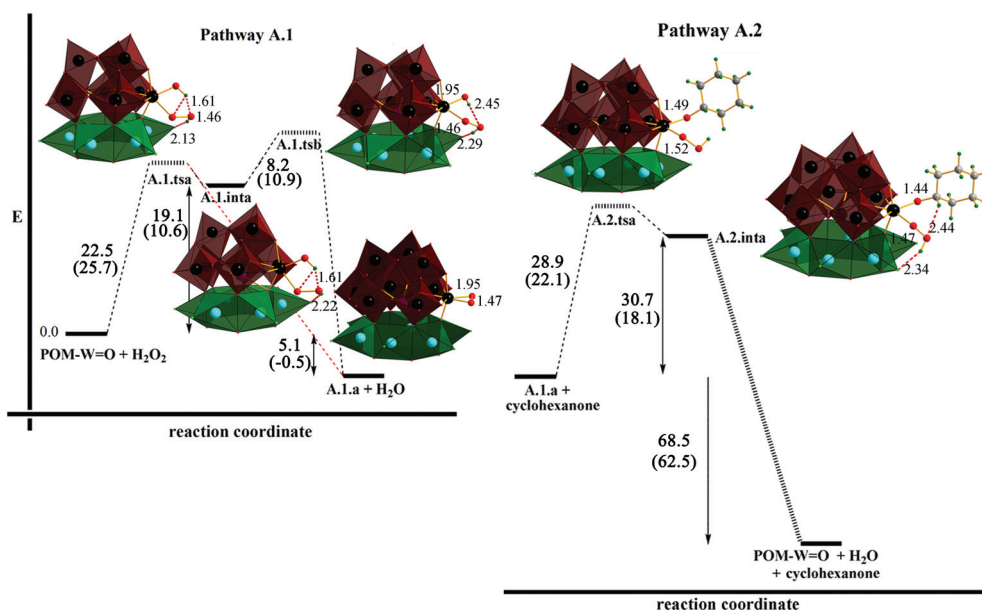 Pathway A.1
1.61
1.46
2.13
1.95
2.45
1.46
2.29
A.1.tsb
A.1.tsa
8.2
(10.9)
A.1.inta
E
19.1
(10.6)
22.5
(25.7)
1.61
2.22
1.95
1.47
0.0
POM-W=O + H2O2
5.1
(-0.5)
A.1.a + H2O
reaction coordinate
Pathway A.2
1.49
1.52
1.44
2.44
1.47
2.34
A.2.tsa
A.2.inta
28.9
(22.1)
30.7
(18.1)
A.1.a +
cyclohexanone
68.5
(62.5)
POM-W=O + H2O
+ cyclohexanone
reaction coordinate